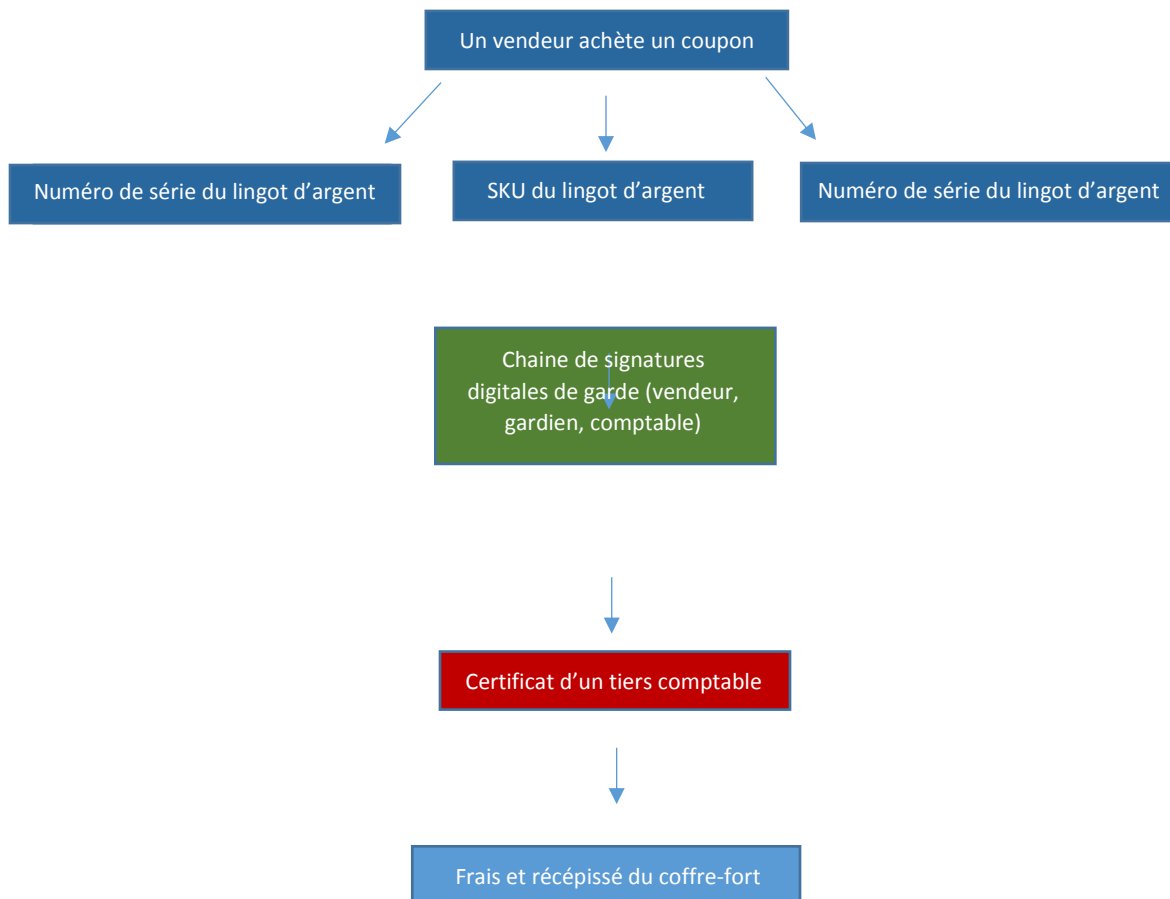 Un vendeur achète un coupon
Numéro de série du lingot d’argent
SKU du lingot d’argent
Numéro de série du lingot d’argent
Chaine de signatures
digitales de garde (vendeur,
gardien, comptable)
Certificat d’un tiers comptable
Frais et récépissé du coffre-fort